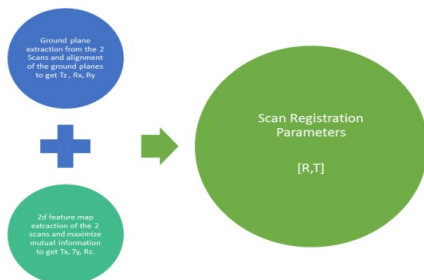 Ground plane
extraction from the 2
Scans and alignment
of the ground planes
to get Tz , Rx, Ry
2d feature map
extraction of the 2
scans and maximize
mutual information
to get Tx, Ty, Rz.
Scan Registration
Parameters
[R,T]